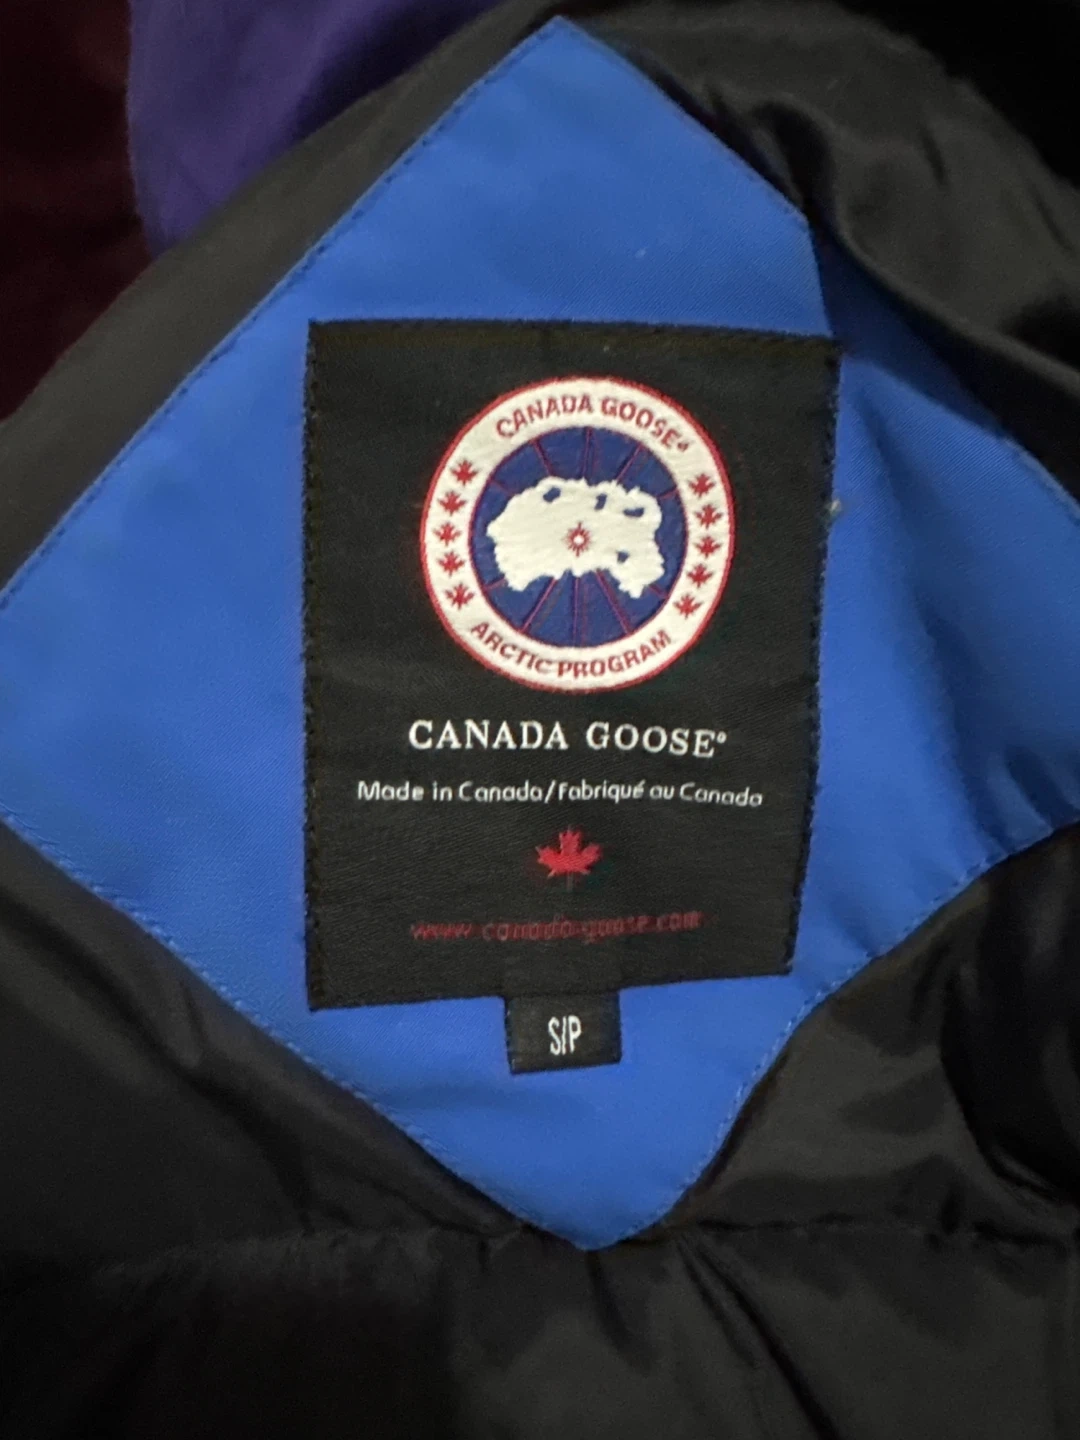 CANADA GOOSE®
ARCTIC PROGRAM
CANADA GOOSE®
Made in Canada/Fabriqué au Canada
www.canada-goose.com
S/P